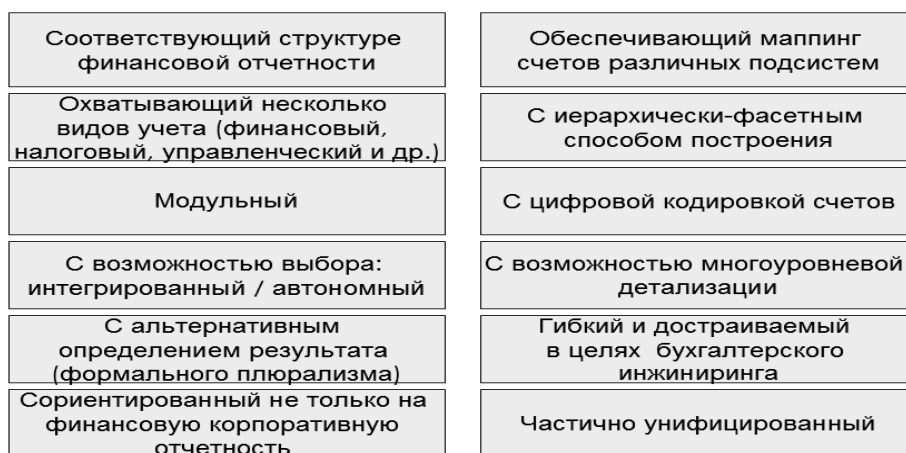 Соответствующий структуре
финансовой отчетности
Обеспечивающий маппинг
счетов различных подсистем
Охватывающий несколько
видов учета (финансовый,
налоговый, управленческий и др.)
С иерархически-фасетным
способом построения
Модульный
С цифровой кодировкой счетов
С возможностью выбора:
интегрированный / автономный
С возможностью многоуровневой
детализации
С альтернативным
определением результата
(формального плюрализма)
Гибкий и достраиваемый
в целях бухгалтерского
инжиниринга
Сориентированный не только на
финансовую корпоративную
отчетность
Частично унифицированный